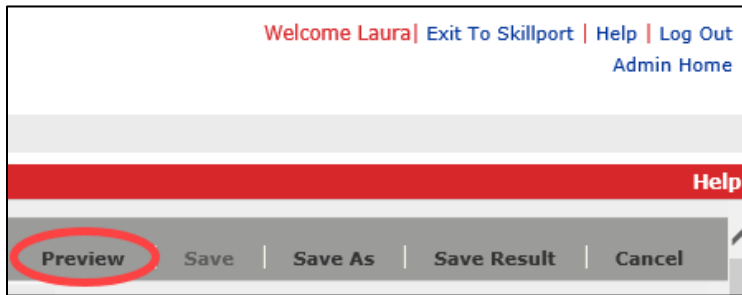 Welcome Laura| Exit To Skillport | Help | Log Out
Admin Home
Help
Preview | Save | Save As | Save Result | Cancel